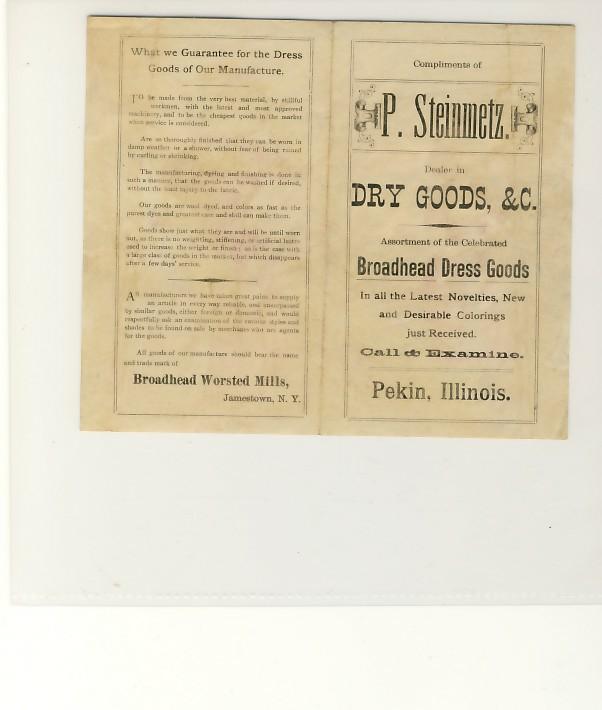 What we Guarantee for the Dress
Goods of Our Manufacture.
TO be made from the very best material, by skillful
workmen, with the latest and most approved
machinery, and to be the cheapest goods in the market
when service is considered.
Are so thoroughly finished that they can be worn in
damp weather or a shower, without fear of being ruined
by curling or shrinking.
The manufacturing, dyeing and finishing is done in
such a manner, that the goods can be washed if desired,
without the least injury to the fabric.
Our goods are wool dyed, and colors as fast as the
purest dyes and greatest care and skill can make them.
Goods show just what they are and will be until worn
out, as there is no weighting, stiffening, or artificial lustre
used to increase the weight or finish; as is the case with
a large class of goods in the market, but which disappears
after a few days' service.
AS manufacturers we have taken great pains to supply
an article in every way reliable, and unsurpassed
by similar goods, either foreign or domestic, and would
respectfully ask an examination of the various styles and
shades to be found on sale by merchants who are agents
for the goods.
All goods of our manufacture should bear the name
and trade mark of
Broadhead Worsted Mills,
Jamestown, N. Y.
Compliments of
P. Steinmetz.
Dealer in
DRY GOODS, &C.
Assortment of the Celebrated
Broadhead Dress Goods
In all the Latest Novelties, New
and Desirable Colorings
just Received.
Call & Examine.
Pekin, Illinois.